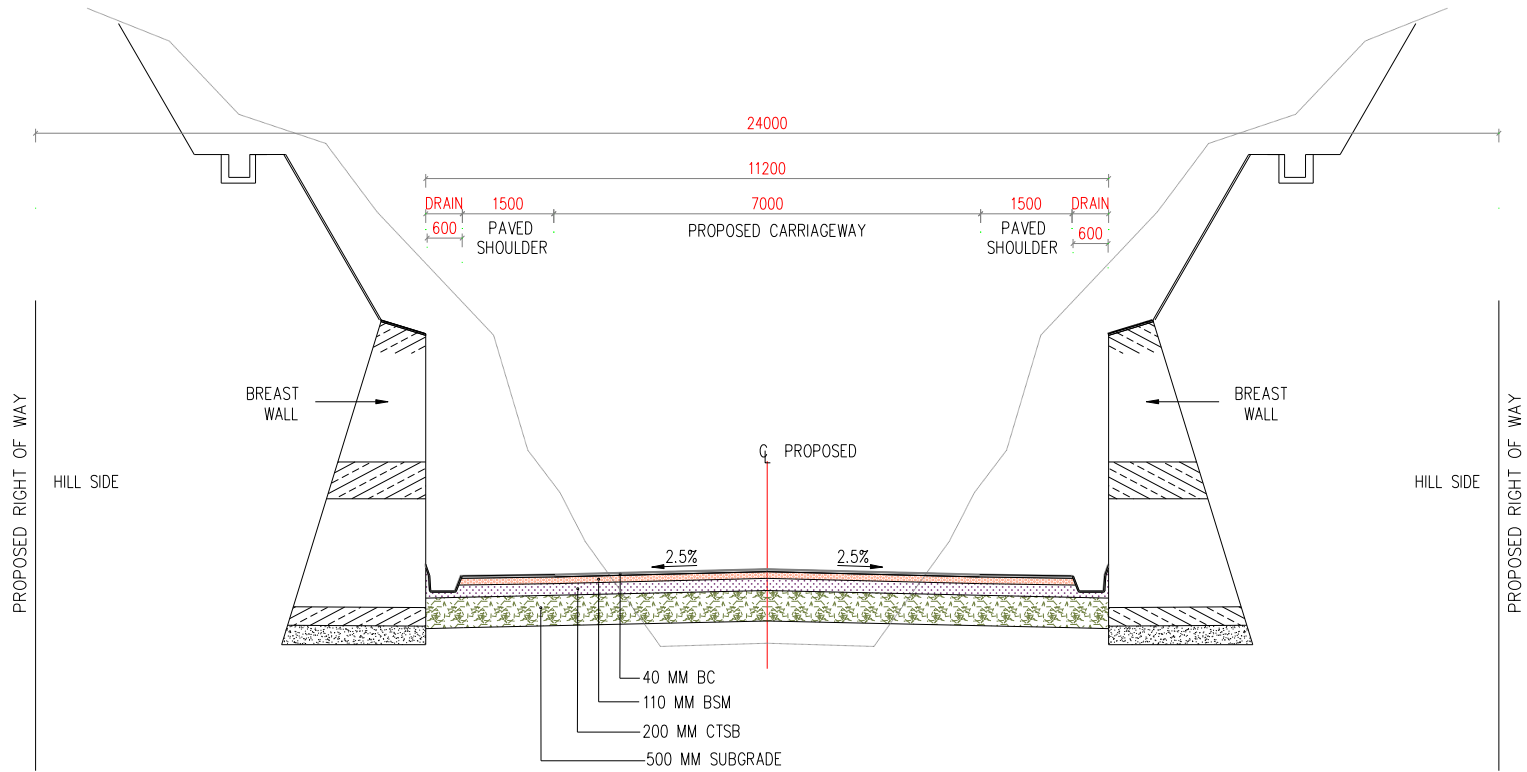 24000
11200
DRAIN 1500 7000 1500 DRAIN
600 PAVED PROPOSED CARRIAGEWAY PAVED 600
SHOULDER SHOULDER
BREAST
WALL
BREAST
WALL
PROPOSED RIGHT OF WAY
HILL SIDE
℄ PROPOSED
HILL SIDE
PROPOSED RIGHT OF WAY
2.5% 2.5%
40 MM BC
110 MM BSM
200 MM CTSB
500 MM SUBGRADE